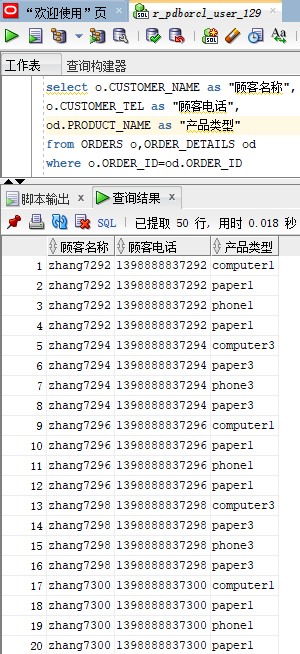 “欢迎使用”页 r_pdborcl_user_129
工作表 查询构建器
select o.CUSTOMER_NAME as "顾客名称",
o.CUSTOMER_TEL as "顾客电话",
od.PRODUCT_NAME as "产品类型"
from ORDERS o,ORDER_DETAILS od
where o.ORDER_ID=od.ORDER_ID
脚本输出 x 查询结果 x
SQL | 已提取 50 行, 用时 0.018 秒
顾客名称 顾客电话 产品类型
1 zhang7292 1398888837292 computer1
2 zhang7292 1398888837292 paper1
3 zhang7292 1398888837292 phone1
4 zhang7292 1398888837292 paper1
5 zhang7294 1398888837294 computer3
6 zhang7294 1398888837294 paper3
7 zhang7294 1398888837294 phone3
8 zhang7294 1398888837294 paper3
9 zhang7296 1398888837296 computer1
10 zhang7296 1398888837296 paper1
11 zhang7296 1398888837296 phone1
12 zhang7296 1398888837296 paper1
13 zhang7298 1398888837298 computer3
14 zhang7298 1398888837298 paper3
15 zhang7298 1398888837298 phone3
16 zhang7298 1398888837298 paper3
17 zhang7300 1398888837300 computer1
18 zhang7300 1398888837300 paper1
19 zhang7300 1398888837300 phone1
20 zhang7300 1398888837300 paper1